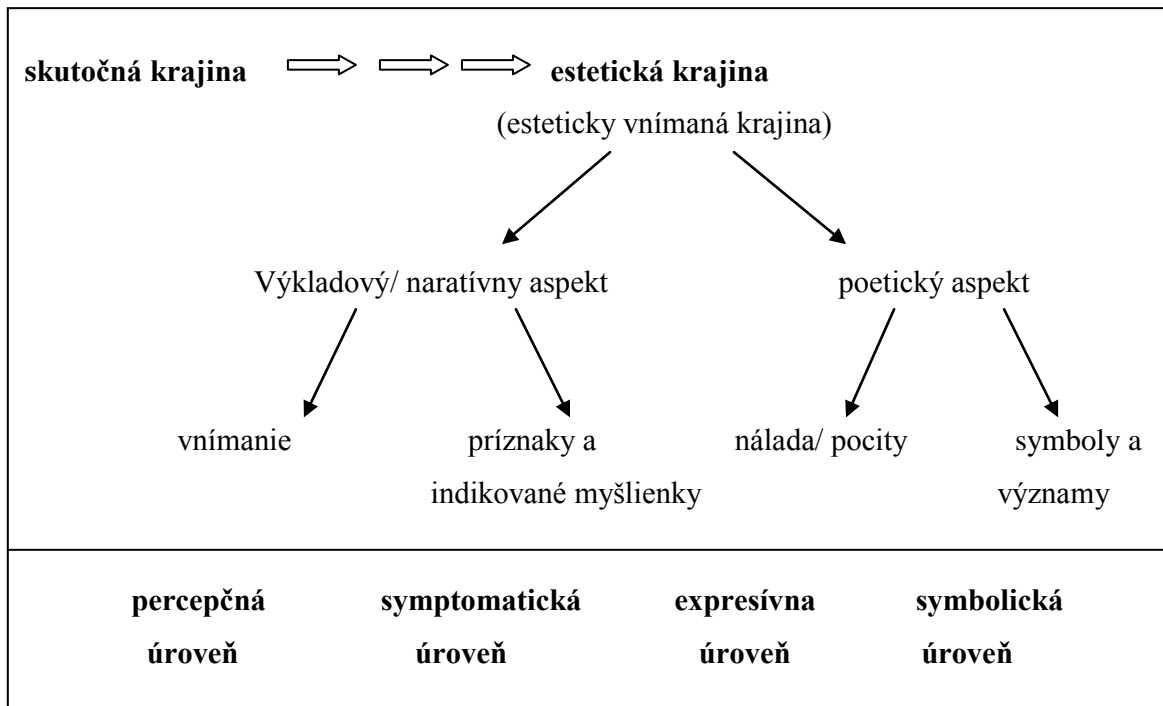 skutočná krajina estetická krajina
(esteticky vnímaná krajina)
Výkladový/ naratívny aspekt poetický aspekt
vnímanie príznaky a nálada/ pocity symboly a
indikované myšlienky významy
percepčná symptomatická expresívna symbolická
úroveň úroveň úroveň úroveň